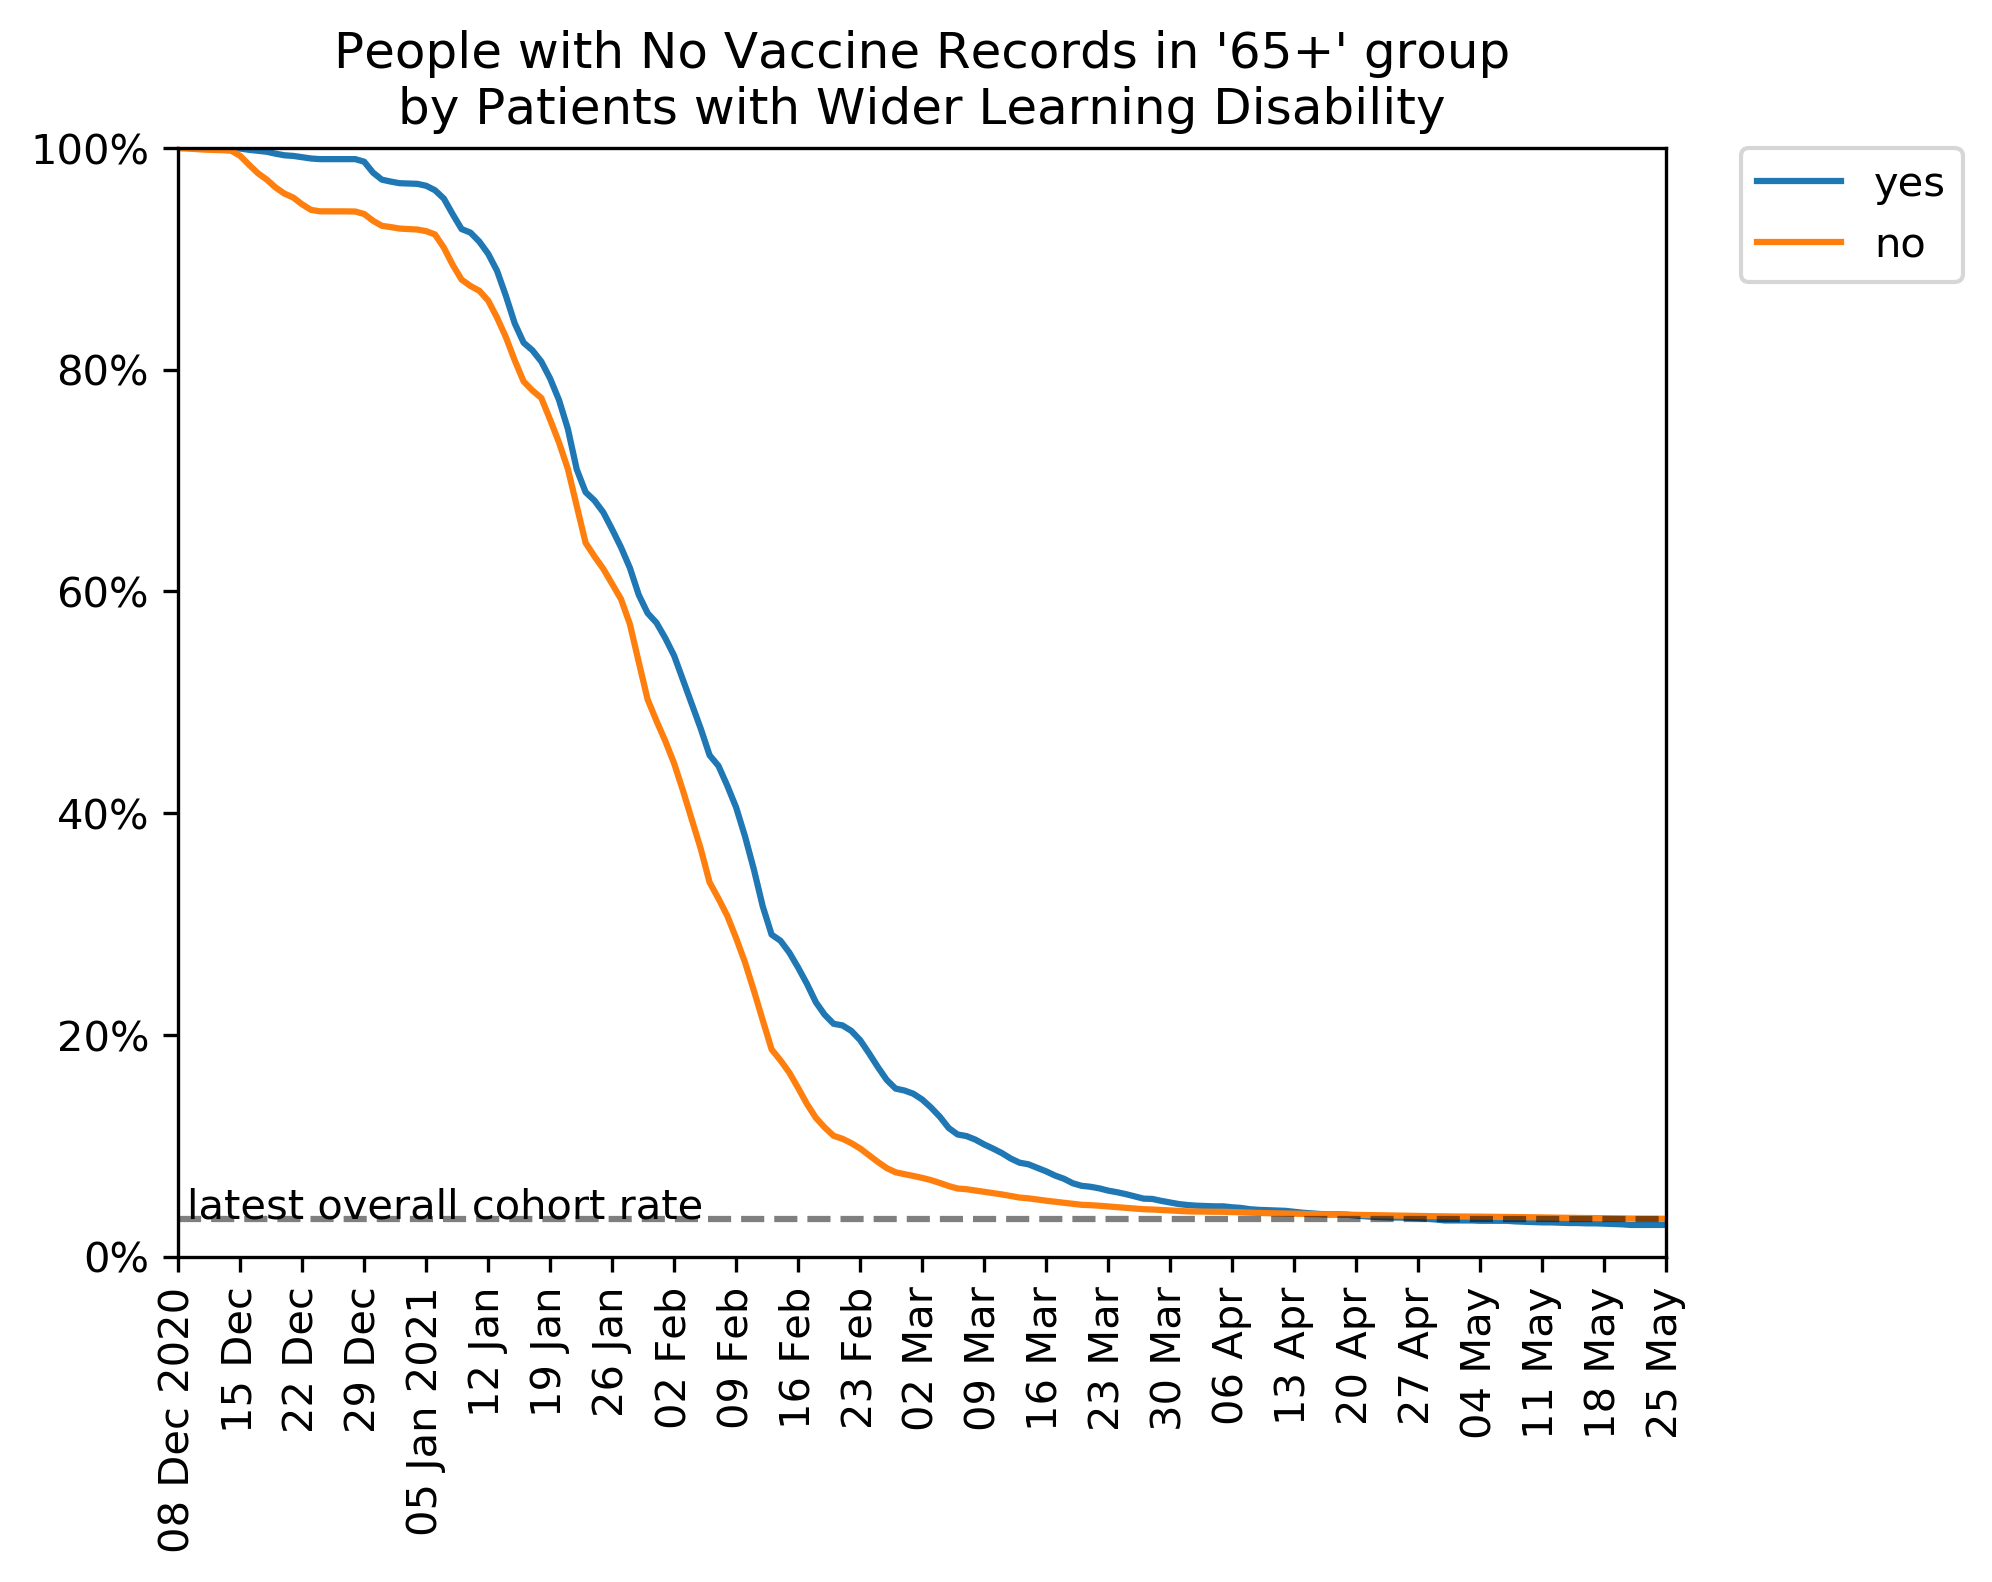 People with No Vaccine Records in '65+' group
by Patients with Wider Learning Disability
100%
80%
60%
40%
20%
0%
latest overall cohort rate
08 Dec 2020
15 Dec
22 Dec
29 Dec
05 Jan 2021
12 Jan
19 Jan
26 Jan
02 Feb
09 Feb
16 Feb
23 Feb
02 Mar
09 Mar
16 Mar
23 Mar
30 Mar
06 Apr
13 Apr
20 Apr
27 Apr
04 May
11 May
18 May
25 May
yes
no